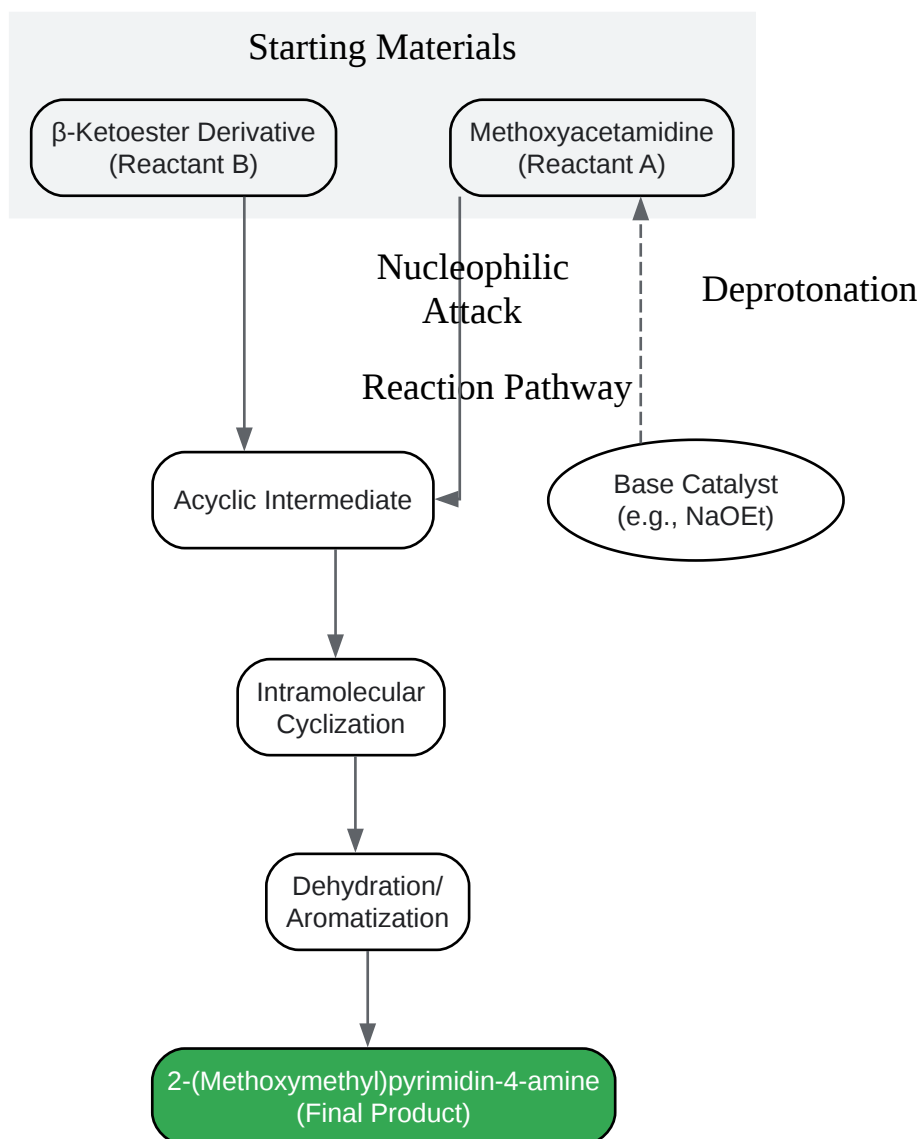 Starting Materials
β-Ketoester Derivative
(Reactant B)
Methoxyacetamidine
(Reactant A)
Nucleophilic
Attack
Deprotonation
Reaction Pathway
Acyclic Intermediate
Base Catalyst
(e.g., NaOEt)
Intramolecular
Cyclization
Dehydration/
Aromatization
2-(Methoxymethyl)pyrimidin-4-amine
(Final Product)